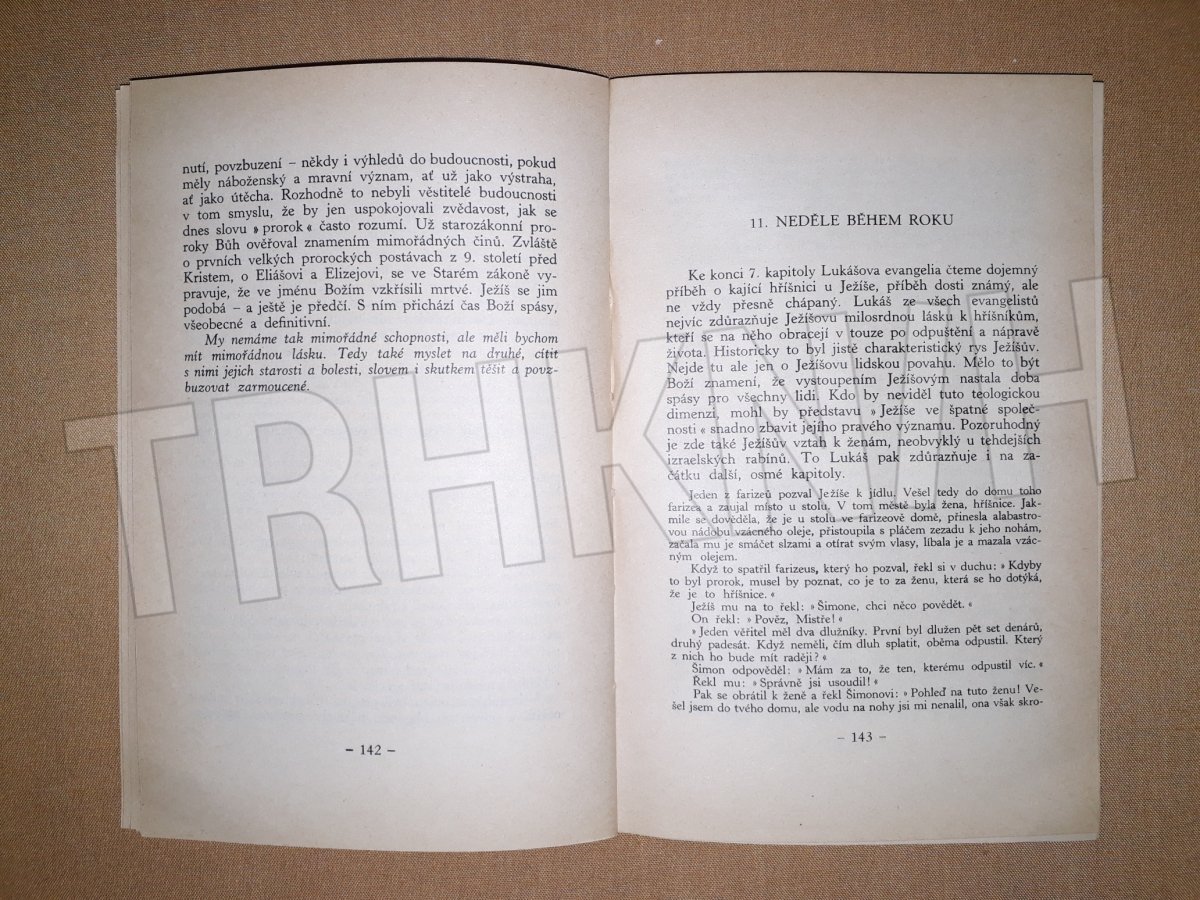 nutí, povzbuzení – někdy i výhledů do budoucnosti, pokud
měly náboženský a mravní význam, ať už jako výstraha,
ať jako útěcha. Rozhodně to nebyli věštitelé budoucnosti
v tom smyslu, že by jen uspokojovali zvědavost, jak se
dnes slovu » prorok « často rozumí. Už starozákonní pro-
roky Bůh ověřoval znamením mimořádných činů. Zvláště
o prvních velkých prorockých postávách z 9. století před
Kristem, o Eliášovi a Elizejovi, se ve Starém zákoně vy-
pravuje, že ve jménu Božím vzkřísili mrtvé. Ježíš se jim
podobá – a ještě je předčí. S ním přichází čas Boží spásy,
všeobecné a definitivní.
My nemáme tak mimořádné schopnosti, ale měli bychom
mít mimořádnou lásku. Tedy také myslet na druhé, cítit
s nimi jejich starosti a bolesti, slovem i skutkem těšit a povz-
buzovat zarmoucené.
– 142 –
11. NEDĚLE BĚHEM ROKU
Ke konci 7. kapitoly Lukášova evangelia čteme dojemný
příběh o kající hříšnici u Ježíše, příběh dosti známý, ale
ne vždy přesně chápaný. Lukáš ze všech evangelistů
nejvíc zdůrazňuje Ježíšovu milosrdnou lásku k hříšníkům,
kteří se na něho obracejí v touze po odpuštění a nápravě
života. Historicky to byl jistě charakteristický rys Ježíšův.
Nejde tu ale jen o Ježíšovu lidskou povahu. Mělo to být
Boží znamení, že vystoupením Ježíšovým nastala doba
spásy pro všechny lidi. Kdo by neviděl tuto teologickou
dimenzi, mohl by představu » Ježíše ve špatné společ-
nosti « snadno zbavit jejího pravého významu. Pozoruhodný
je zde také Ježíšův vztah k ženám, neobvyklý u tehdejších
izraelských rabínů. To Lukáš pak zdůrazňuje i na za-
čátku další, osmé kapitoly.
Jeden z farizeů pozval Ježíše k jídlu. Vešel tedy do domu toho
farizea a zaujal místo u stolu. V tom městě byla žena, hříšnice. Jak-
mile se dověděla, že je u stolu ve farizeově domě, přinesla alabastro-
vou nádobu vzácného oleje, přistoupila s pláčem zezadu k jeho nohám,
začala mu je smáčet slzami a otírat svým vlasy, líbala je a mazala vzác-
ným olejem.
Když to spatřil farizeus, který ho pozval, řekl si v duchu: » Kdyby
to byl prorok, musel by poznat, co je to za ženu, která se ho dotýká,
že je to hříšnice. «
Ježíš mu na to řekl: » Šimone, chci něco povědět. «
On řekl: » Pověz, Mistře! «
» Jeden věřitel měl dva dlužníky. První byl dlužen pět set denárů,
druhý padesát. Když neměli, čím dluh splatit, oběma odpustil. Který
z nich ho bude mít raději? «
Šimon odpověděl: » Mám za to, že ten, kterému odpustil víc. «
Řekl mu: » Správně jsi usoudil! «
Pak se obrátil k ženě a řekl Šimonovi: » Pohleď na tuto ženu! Ve-
šel jsem do tvého domu, ale vodu na nohy jsi mi nenalil, ona však skro-
– 143 –
TRHKNIH